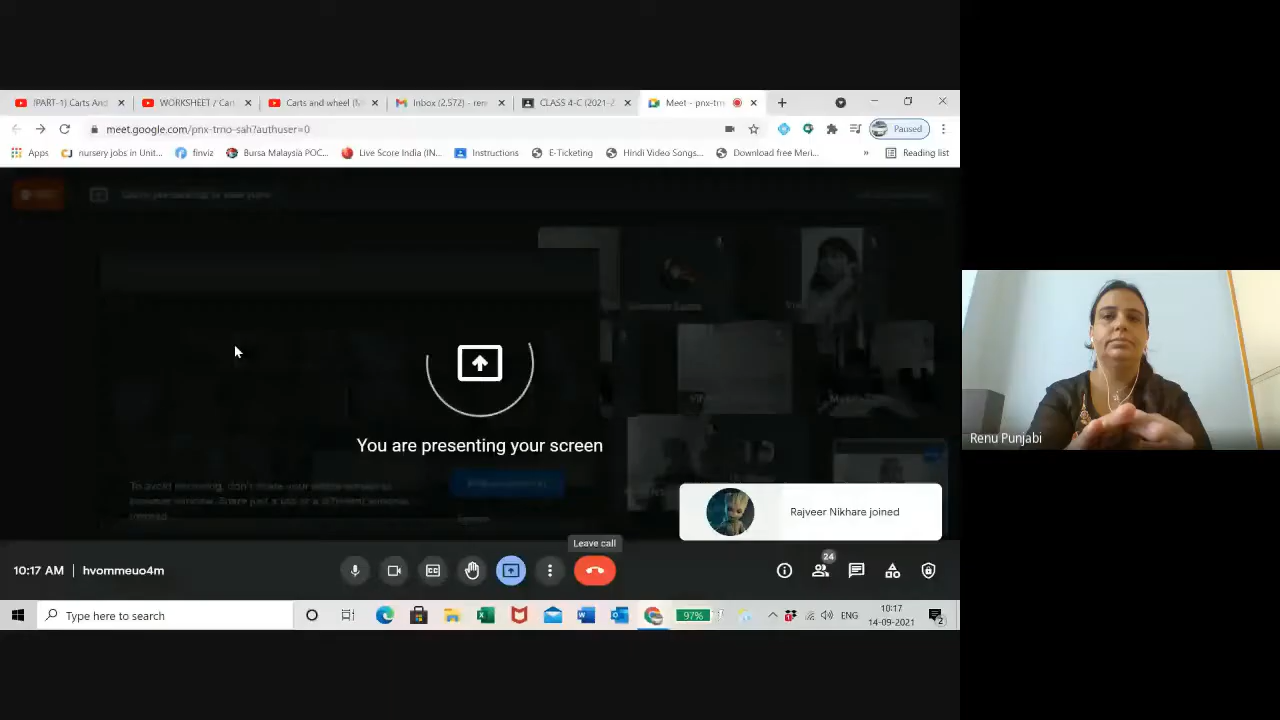 (PART-1) Carts And
WORKSHEET / Car
Carts and wheel (M
Inbox (2,572) - ren
CLASS 4-C (2021-2
Meet - pnx-trn
meet.google.com/pnx-trno-sah?authuser=0
Paused
Apps
nursery jobs in Unit...
finviz
Bursa Malaysia POC...
Live Score India (IN...
Instructions
E-Ticketing
Hindi Video Songs...
Download free Meri...
»
Reading list
You are presenting your screen
Rajveer Nikhare joined
Leave call
10:17 AM | hvommeuo4m
CC
24
Type here to search
97%
ENG
10:17
14-09-2021
2
Renu Punjabi